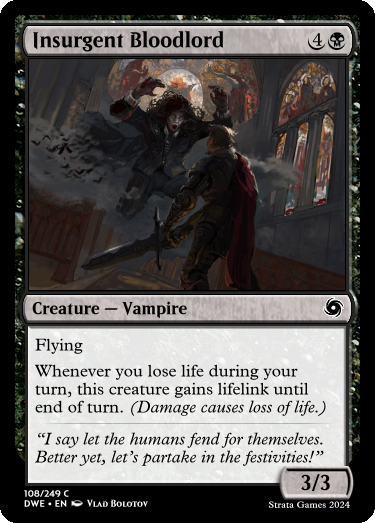 Insurgent Bloodlord 4
Creature — Vampire
Flying
Whenever you lose life during your
turn, this creature gains lifelink until
end of turn. (Damage causes loss of life.)
“I say let the humans fend for themselves.
Better yet, let’s partake in the festivities!”
3/3
108/249 C
DWE • EN Vlad Bolotov
Strata Games 2024